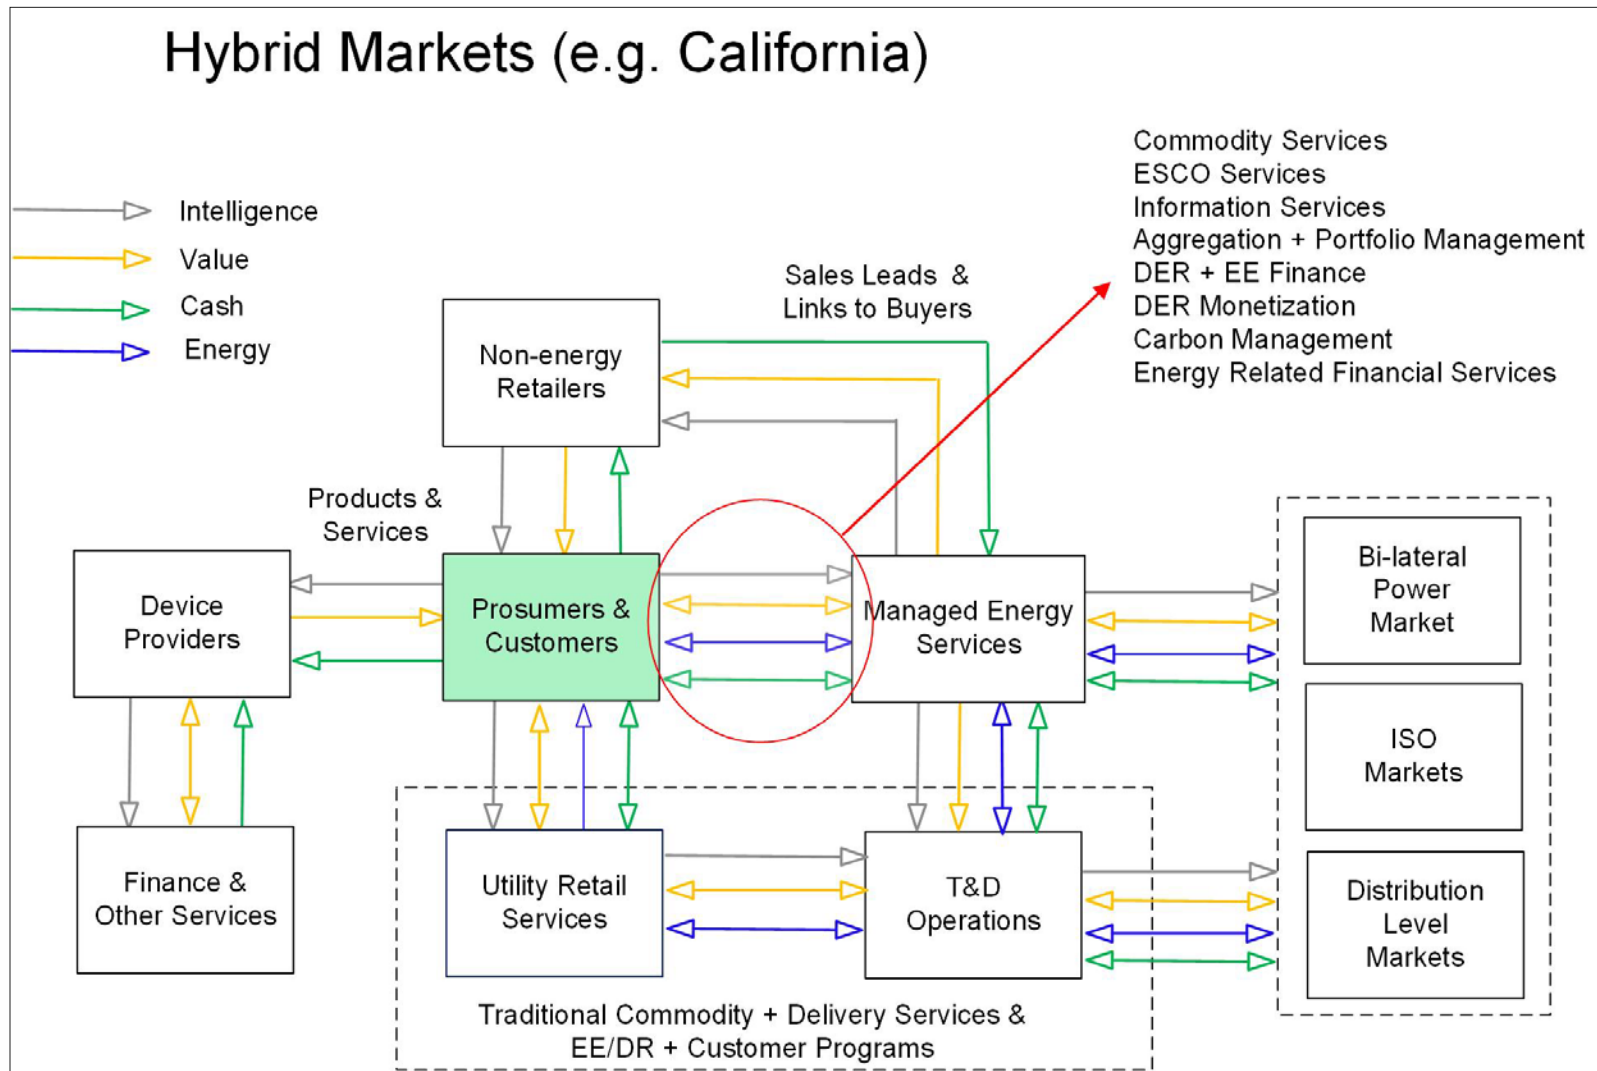 Hybrid Markets (e.g. California)
Intelligence
Value
Cash
Energy
Commodity Services
ESCO Services
Information Services
Aggregation + Portfolio Management
DER + EE Finance
DER Monetization
Carbon Management
Energy Related Financial Services
Sales Leads &
Links to Buyers
Non-energy
Retailers
Products &
Services
Device
Providers
Prosumers &
Customers
Managed Energy
Services
Bi-lateral
Power
Market
ISO
Markets
Distribution
Level
Markets
Finance &
Other Services
Utility Retail
Services
T&D
Operations
Traditional Commodity + Delivery Services &
EE/DR + Customer Programs